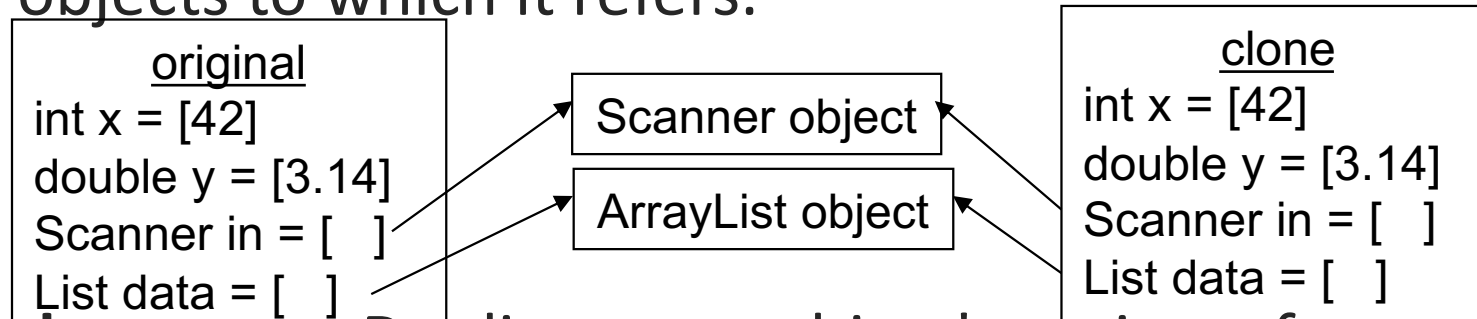 objects to which it refers.
original
int x = [42]
double y = [3.14]
Scanner in = [ ]
List data = [ ]
Scanner object
ArrayList object
clone
int x = [42]
double y = [3.14]
Scanner in = [ ]
List data = [ ]